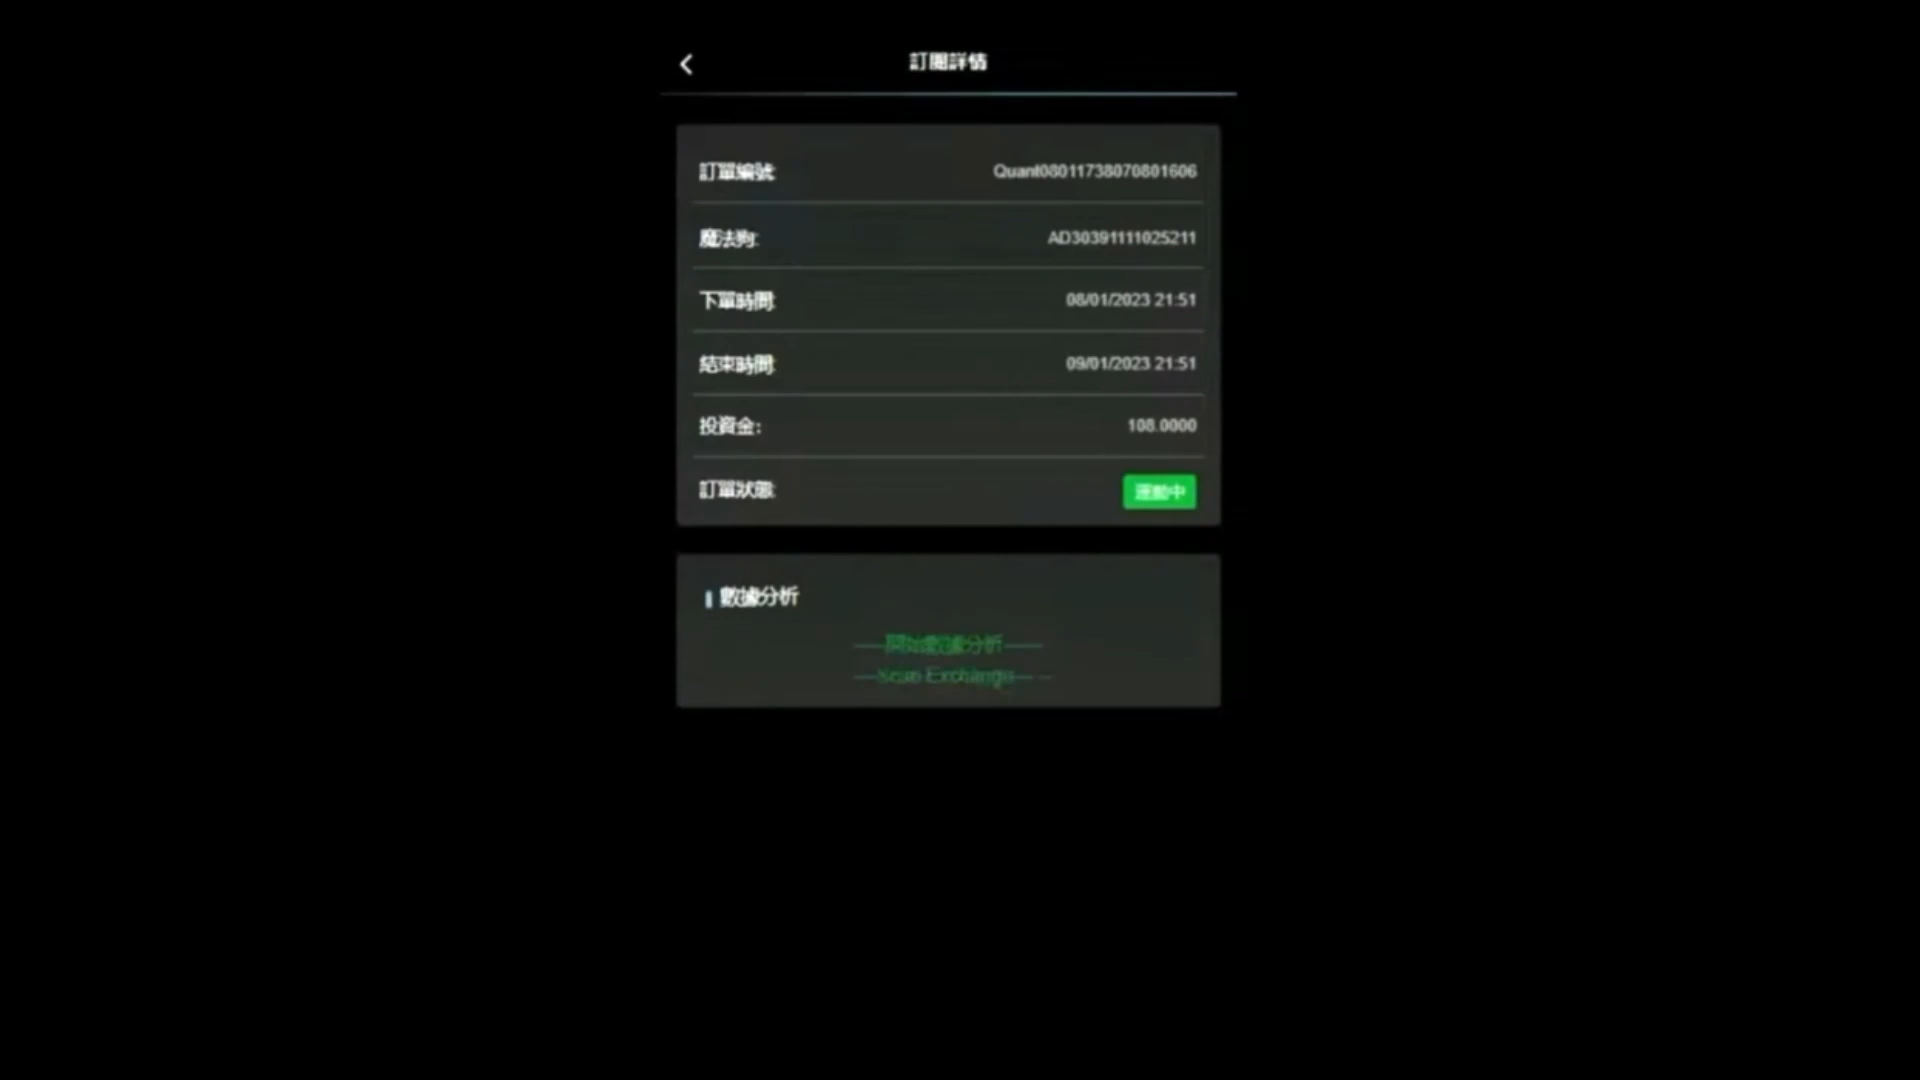 訂閱詳情
訂單編號: Quant08011738070801606
魔法狗: AD30391111025211
下單時間: 08/01/2023 21:51
結束時間: 09/01/2023 21:51
投資金: 108.0000
訂單狀態: 運動中
數據分析
——開始數據分析——
——Scan Exchange——